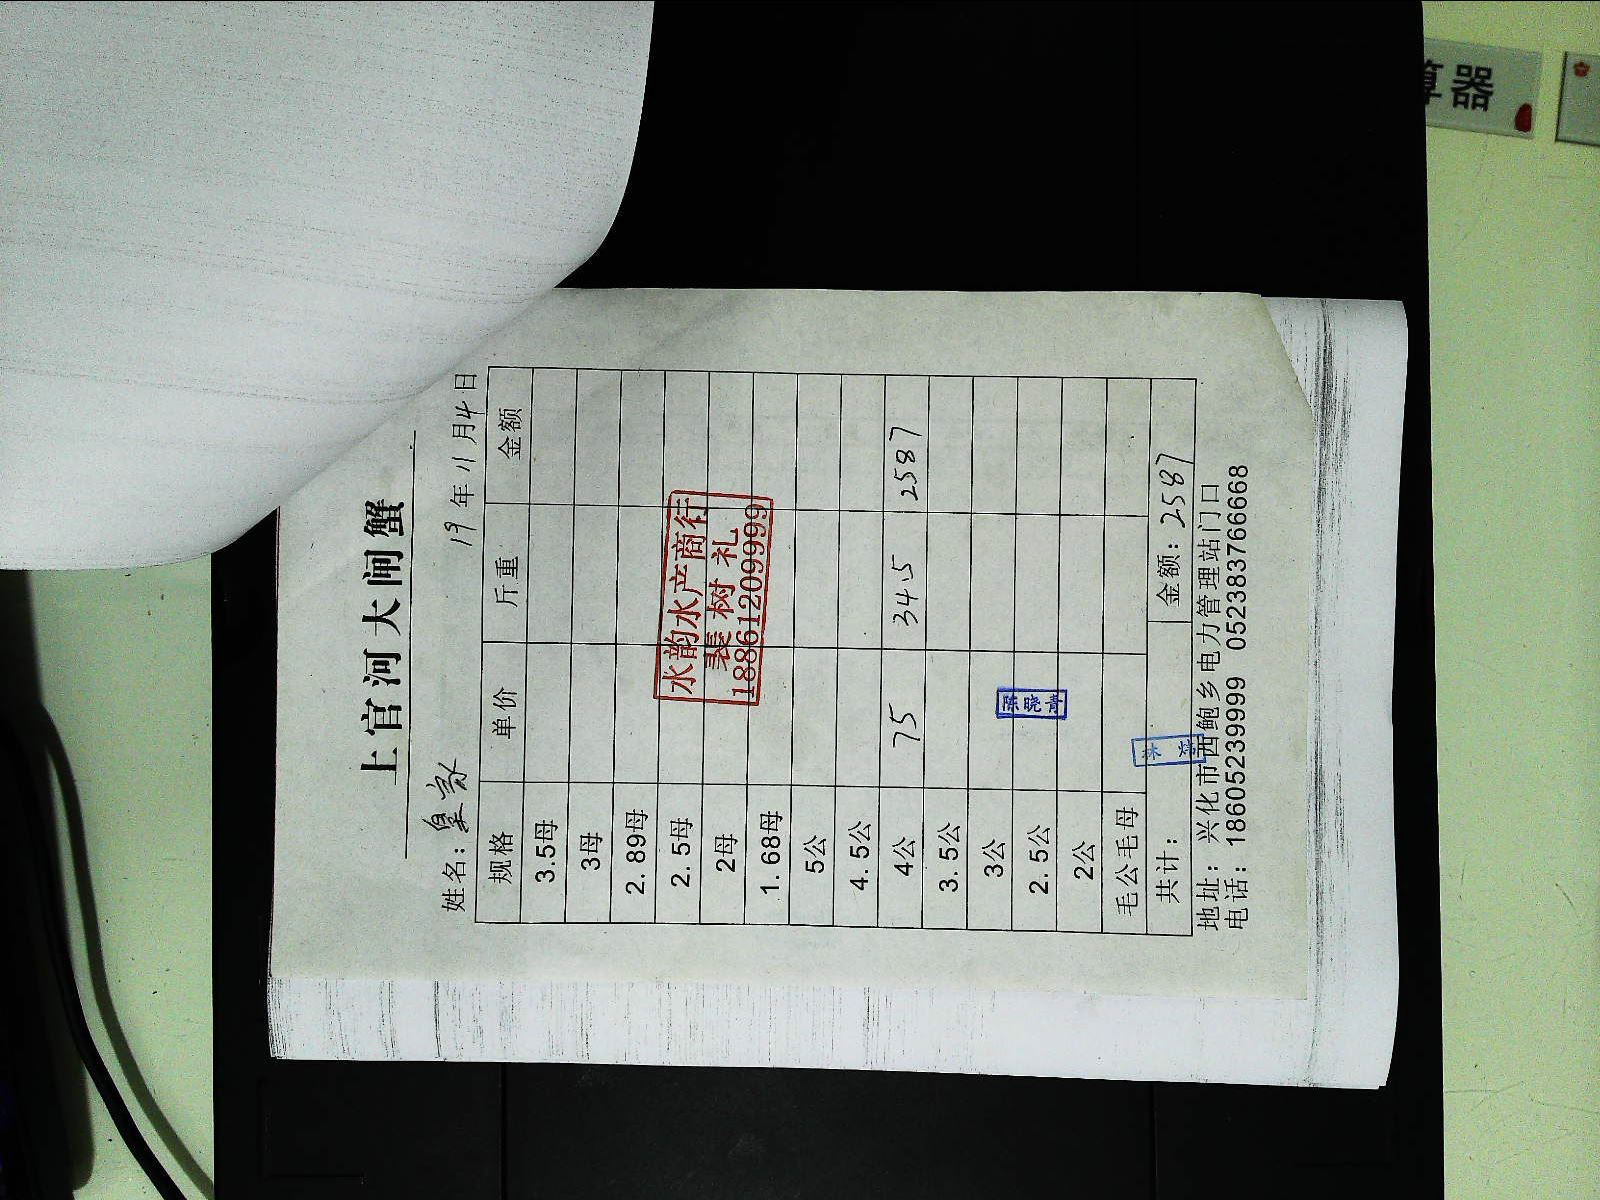 算器
上官河大闸蟹
姓名：皇家 19年11月4日
规格 单价 斤重 金额
3.5母
3母
2.89母
2.5母
2母
1.68母
5公
4.5公
4公 75 34.5 2587
3.5公
3公
2.5公
2公
毛公毛母
共计： 金额：2587
地址：兴化市西鲍乡电力管理站门口
电话：18605239999 052383766668
水韵水产商行
裴树礼
18861209999
陈晓青
林